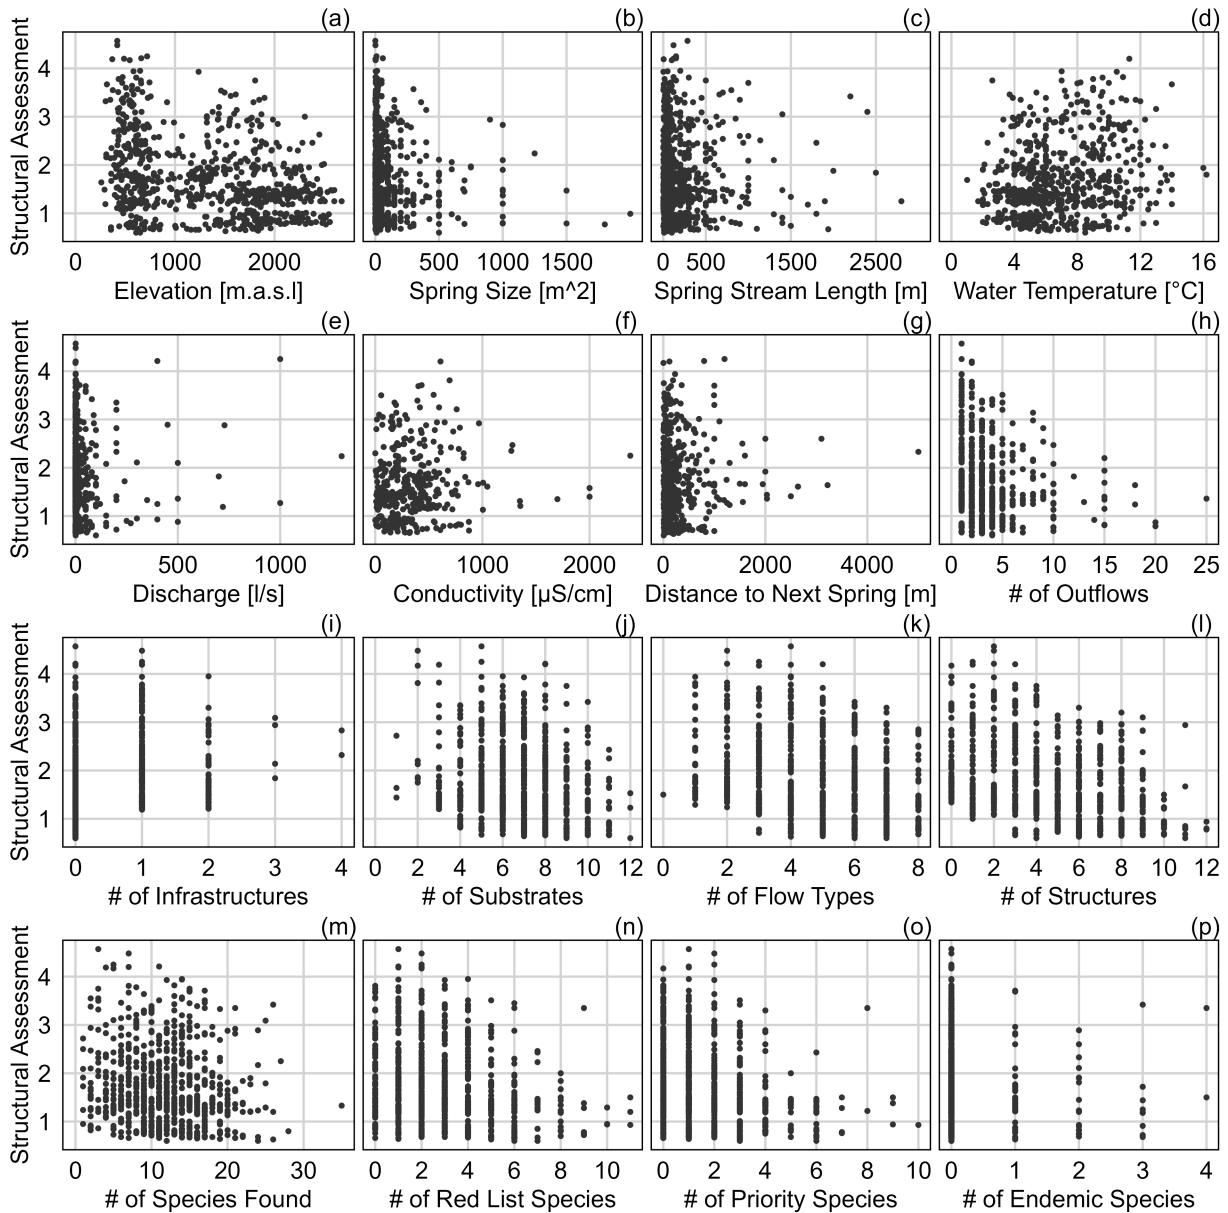 (a) (b) (c) (d)
Structural Assessment
4
3
2
1
0 1000 2000 0 500 1000 1500 0 500 1500 2500 0 4 8 12 16
Elevation [m.a.s.l] Spring Size [m^2] Spring Stream Length [m] Water Temperature [°C]
(e) (f) (g) (h)
Structural Assessment
4
3
2
1
0 500 1000 0 1000 2000 0 2000 4000 0 5 10 15 20 25
Discharge [l/s] Conductivity [µS/cm] Distance to Next Spring [m] # of Outflows
(i) (j) (k) (l)
Structural Assessment
4
3
2
1
0 1 2 3 4 0 2 4 6 8 10 12 0 2 4 6 8 0 2 4 6 8 10 12
# of Infrastructures # of Substrates # of Flow Types # of Structures
(m) (n) (o) (p)
Structural Assessment
4
3
2
1
0 10 20 30 0 2 4 6 8 10 0 2 4 6 8 10 0 1 2 3 4
# of Species Found # of Red List Species # of Priority Species # of Endemic Species